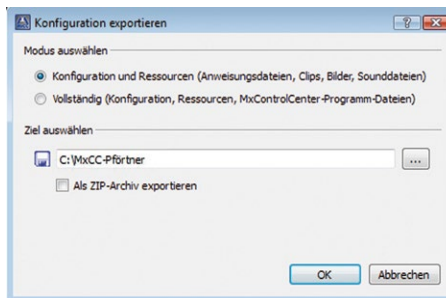 Konfiguration exportieren
Modus auswählen
Konfiguration und Ressourcen (Anweisungsdateien, Clips, Bilder, Sounddateien)
Vollständig (Konfiguration, Ressourcen, MxControlCenter-Programm-Dateien)
Ziel auswählen
C:\MxCC-Pförtner
...
Als ZIP-Archiv exportieren
OK
Abbrechen